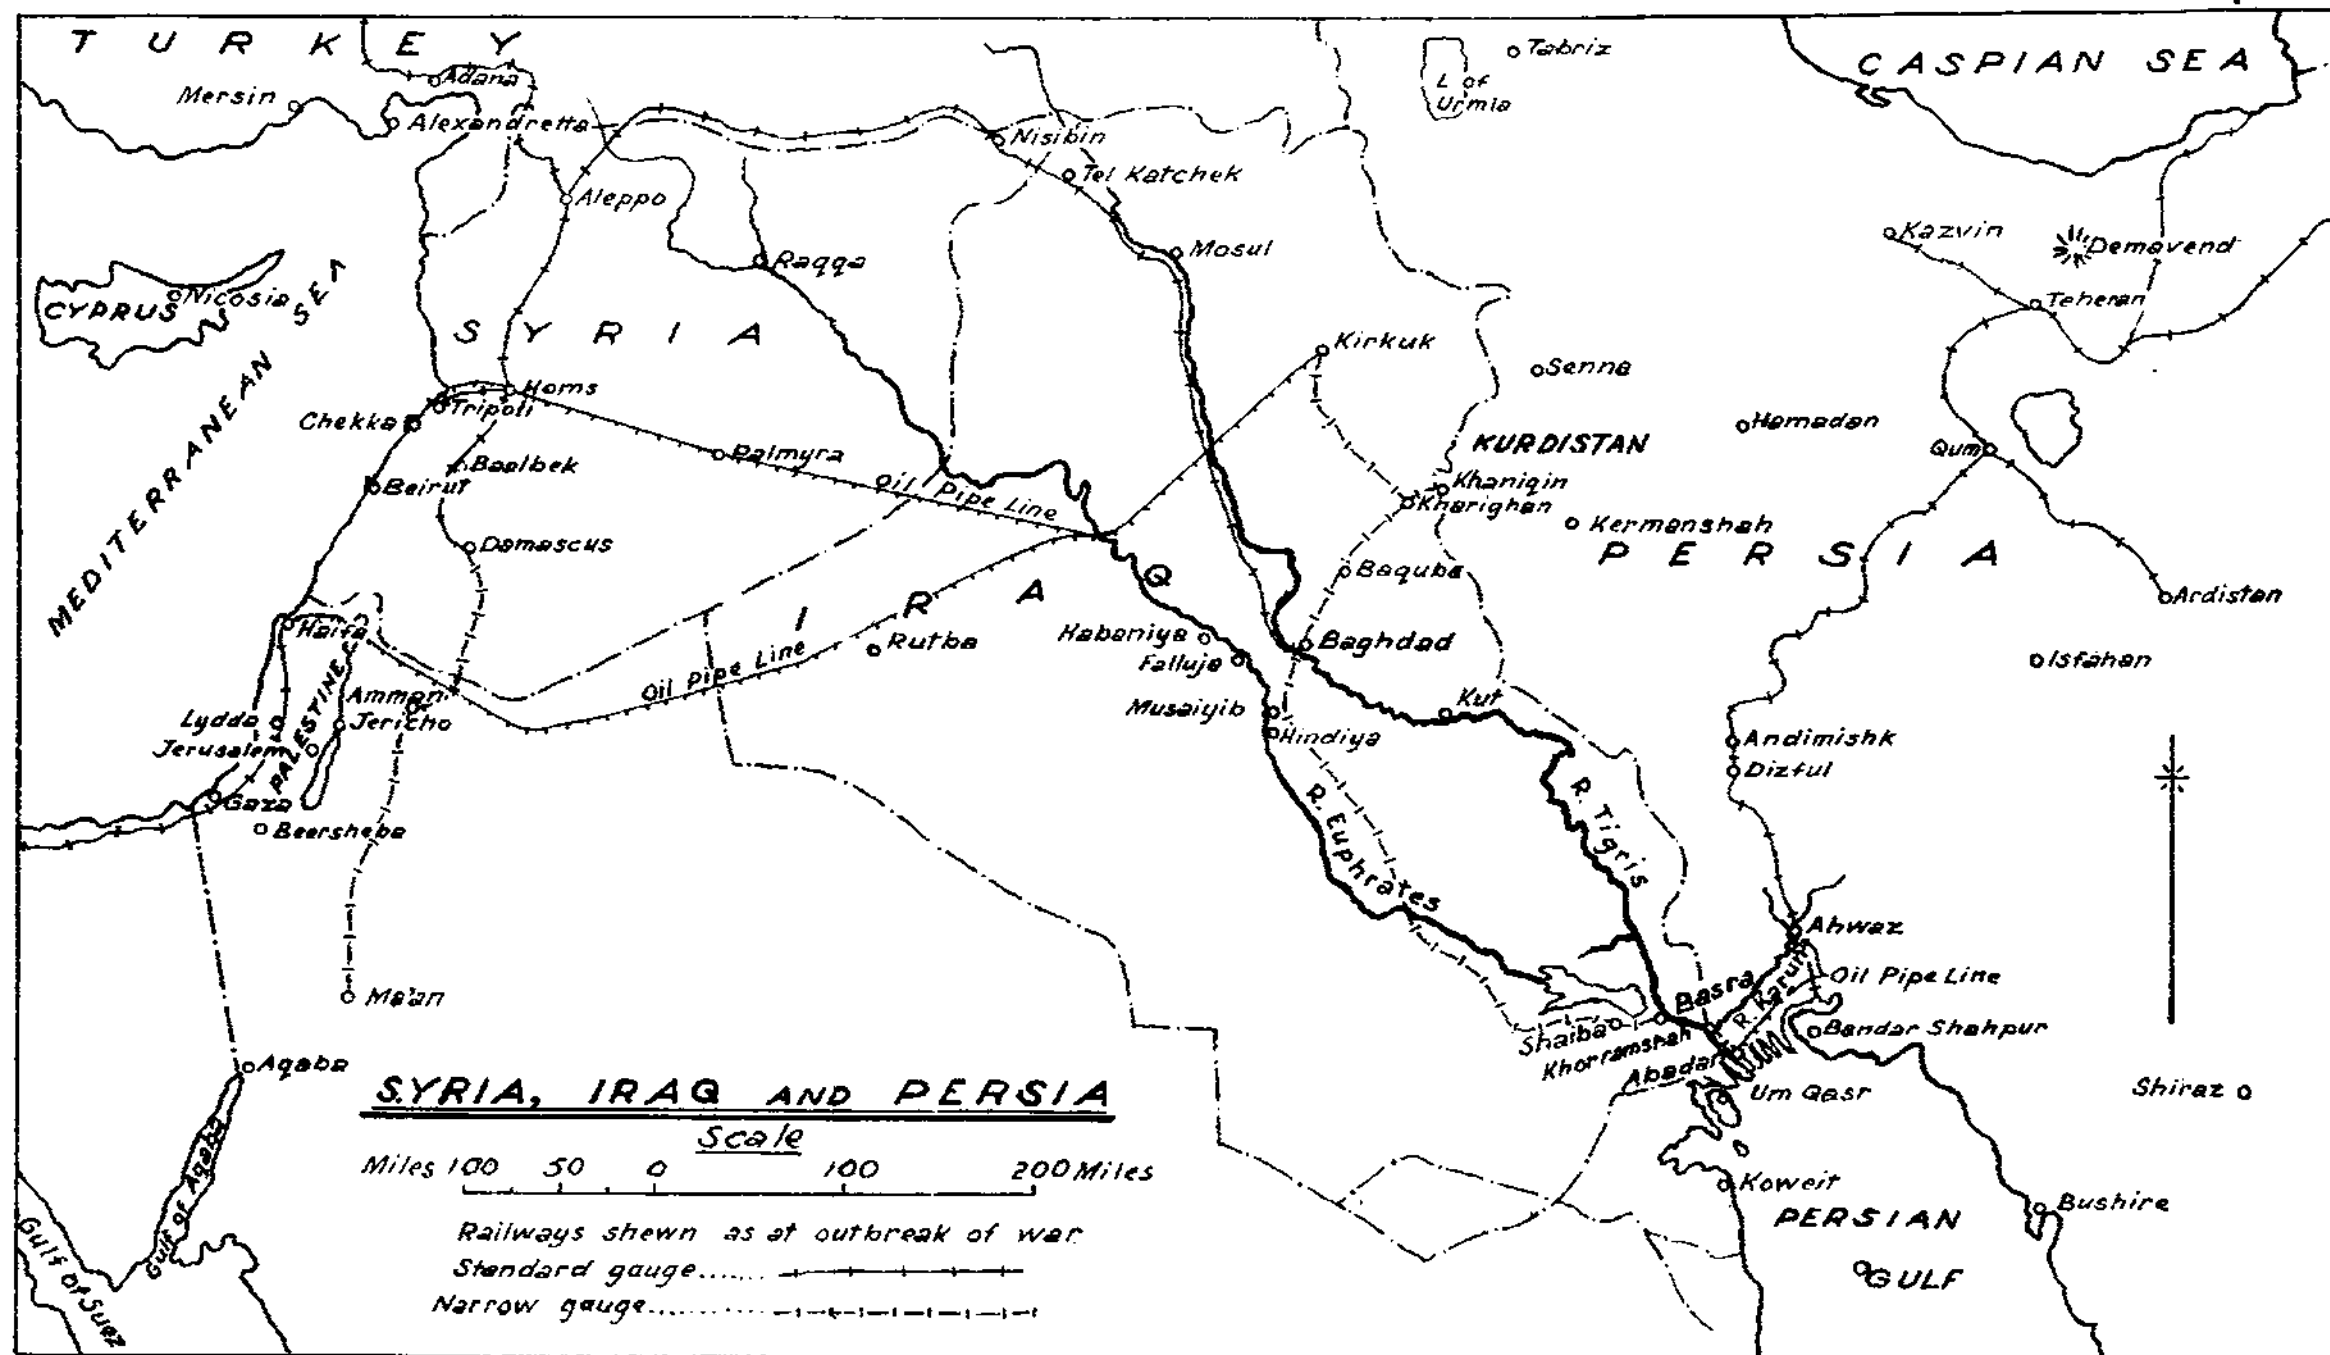 TURKEY
CASPIAN SEA
Tabriz
L of
Urmia
Adana
Mersin
Alexandretta
Nisibin
Tel Katchek
Aleppo
Mosul
Kazvin
Demavend
Raqqa
Nicosia
CYPRUS
Teheran
MEDITERRANEAN SEA
SYRIA
Kirkuk
Senna
Homs
Tripoli
Chekka
Hamadan
KURDISTAN
Qum
Palmyra
Baalbek
Beirut
Oil Pipe Line
Khaniqin
Kharighan
Kermanshah
Damascus
PERSIA
Baquba
IRAQ
Ardistan
Haifa
Rutba
Habaniya
Baghdad
Falluja
Isfahan
Oil Pipe Line
PALESTINE
Amman
Musaiyib
Kut
Lydda
Jericho
Jerusalem
Hindiya
Andimishk
Dizful
Gaza
Beersheba
R. Euphrates
R. Tigris
Ahwaz
Ma'an
Basra
R. Karun
Oil Pipe Line
Shaiba
Khorramshah
Bandar Shahpur
Abadan
Aqaba
Um Qasr
Shiraz
SYRIA, IRAQ AND PERSIA
Scale
Miles 100 50 0 100 200 Miles
Koweit
Bushire
PERSIAN
GULF
Gulf of Aqaba
Gulf of Suez
Railways shewn as at outbreak of war.
Standard gauge......
Narrow gauge............